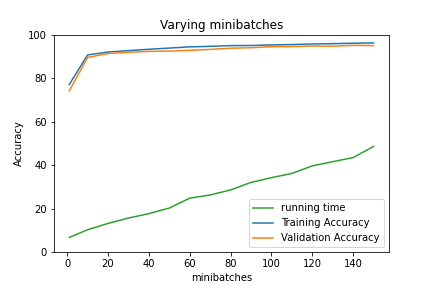 Varying minibatches
100
80
60
40
20
0
Accuracy
running time
Training Accuracy
Validation Accuracy
0 20 40 60 80 100 120 140
minibatches